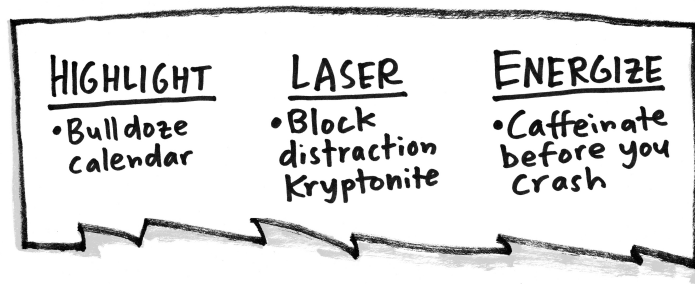 HIGHLIGHT
• Bulldoze
calendar
LASER
• Block
distraction
Kryptonite
ENERGIZE
• Caffeinate
before you
crash